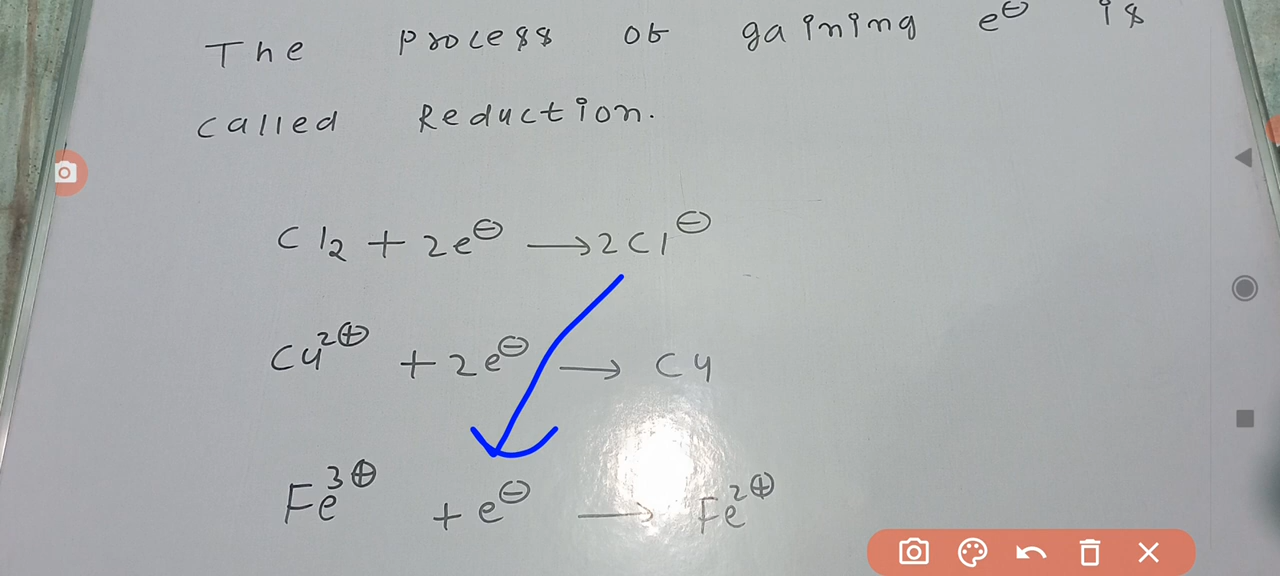 The process of gaining e⊖ is
called Reduction.
Cl2 + 2e⊖ → 2Cl⊖
Cu2⊕ + 2e⊖ → Cu
Fe3⊕ + e⊖ → Fe2⊕